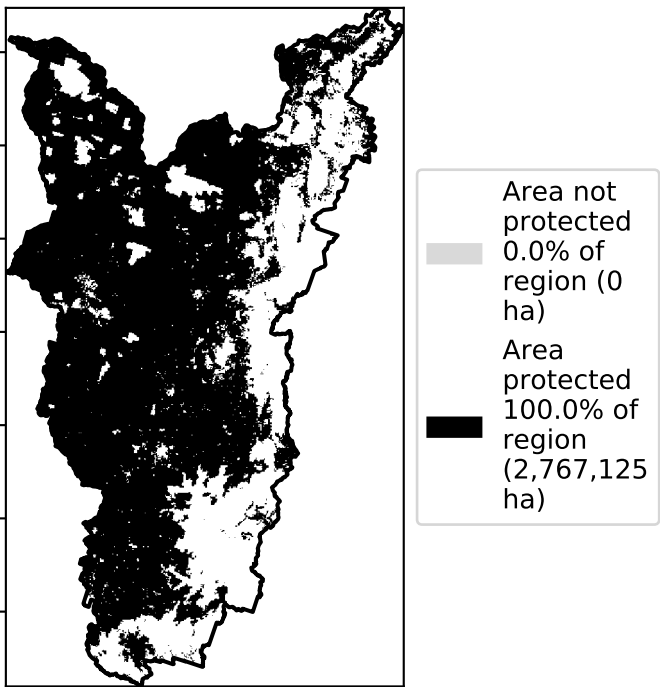 Area not
protected
0.0% of
region (0
ha)
Area
protected
100.0% of
region
(2,767,125
ha)